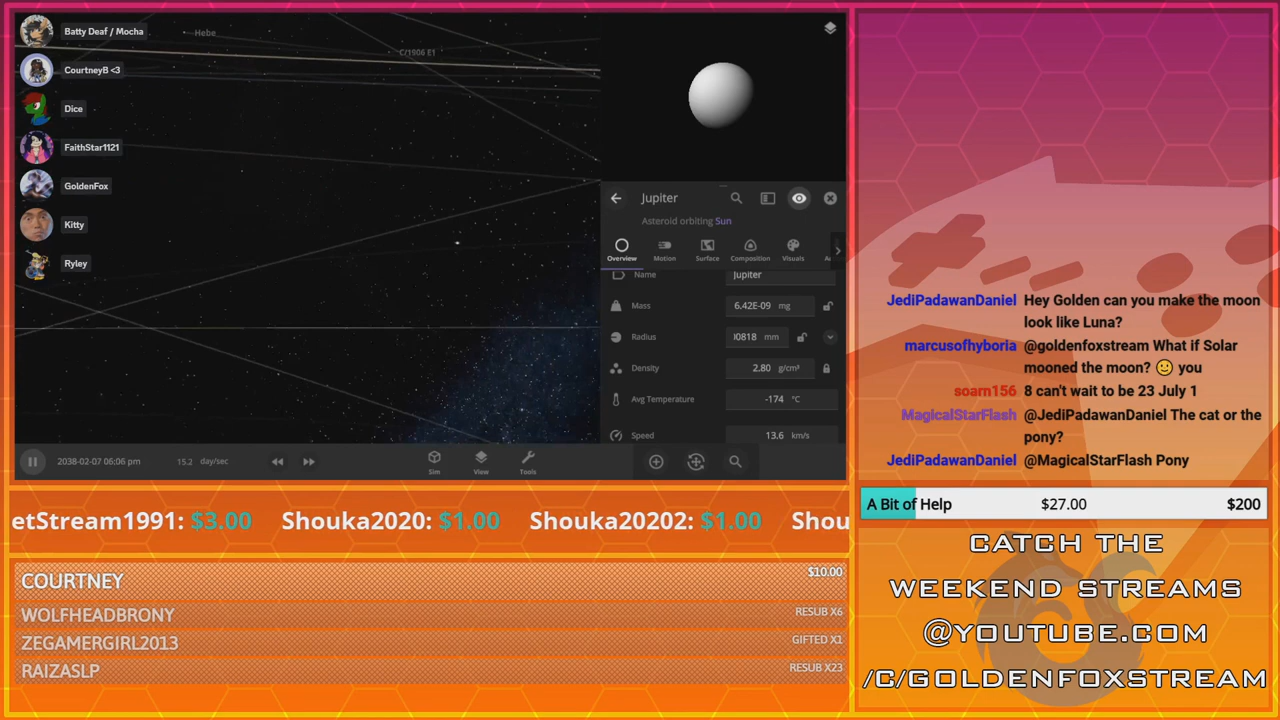 Batty Deaf / Mocha
CourtneyB <3
Dice
FaithStar1121
GoldenFox
Kitty
Ryley
Hebe
C/1906 E1
Jupiter
Asteroid orbiting Sun
Overview
Motion
Surface
Composition
Visuals
Name
Jupiter
Mass
6.42E-09 mg
Radius
00818 mm
Density
2.80 g/cm³
Avg Temperature
-174 °C
Speed
13.6 km/s
2038-02-07 06:06 pm
15.2 day/sec
Sim
View
Tools
JediPadawanDaniel Hey Golden can you make the moon
look like Luna?
marcusofhyboria @goldenfoxstream What if Solar
mooned the moon? you
soarn156 8 can't wait to be 23 July 1
MagicalStarFlash @JediPadawanDaniel The cat or the
pony?
JediPadawanDaniel @MagicalStarFlash Pony
A Bit of Help $27.00 $200
etStream1991: $3.00 Shouka2020: $1.00 Shouka20202: $1.00 Shou
COURTNEY $10.00
WOLFHEADBRONY RESUB X6
ZEGAMERGIRL2013 GIFTED X1
RAIZASLP RESUB X23
CATCH THE
WEEKEND STREAMS
@YOUTUBE.COM
/C/GOLDENFOXSTREAM